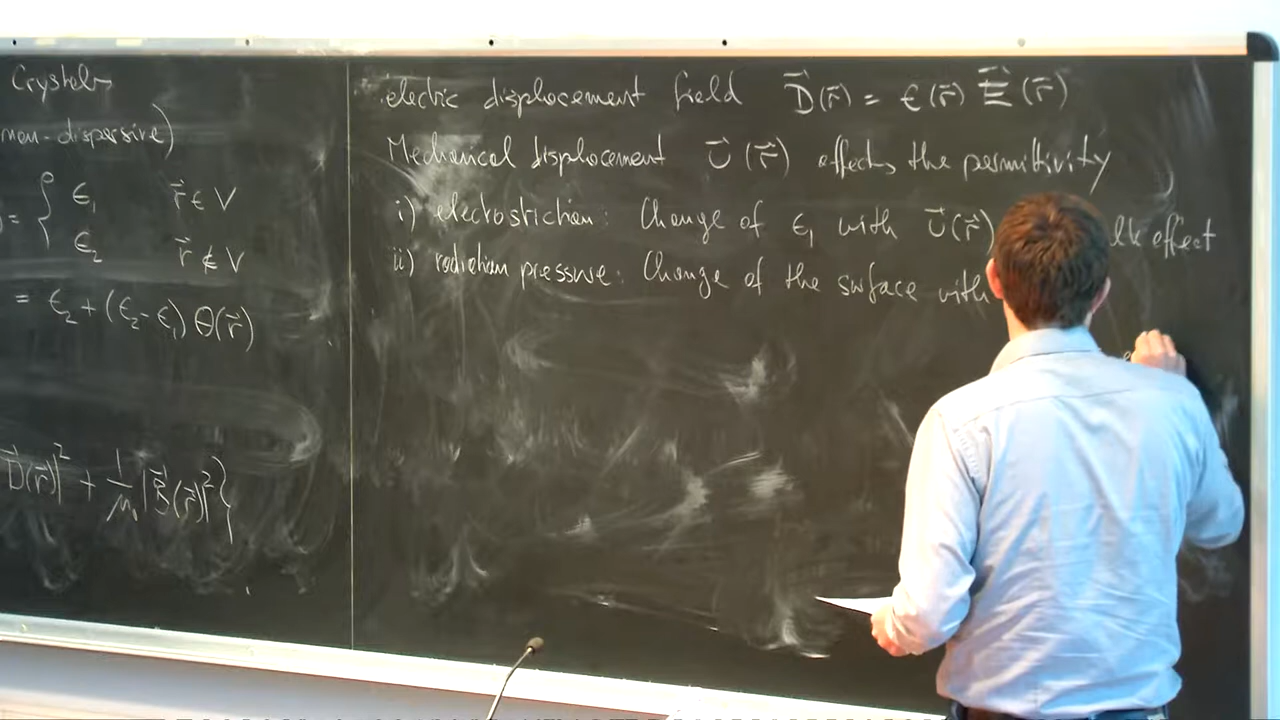 Crystals
non-dispersive)
= { ϵ₁ r⃗ ∈ V
ϵ₂ r⃗ ∉ V
= ϵ₂ + (ϵ₂ - ϵ₁) Θ(r⃗)
D⃗(r⃗)|² + 1/μ |B⃗(r⃗)|² }
electric displacement field D⃗(r⃗) = ϵ(r⃗) E⃗(r⃗)
Mechanical displacement U⃗(r⃗) affects the permittivity
i) electrostriction: Change of ϵ₁ with U⃗(r⃗) effect
ii) radiation pressure: Change of the surface with